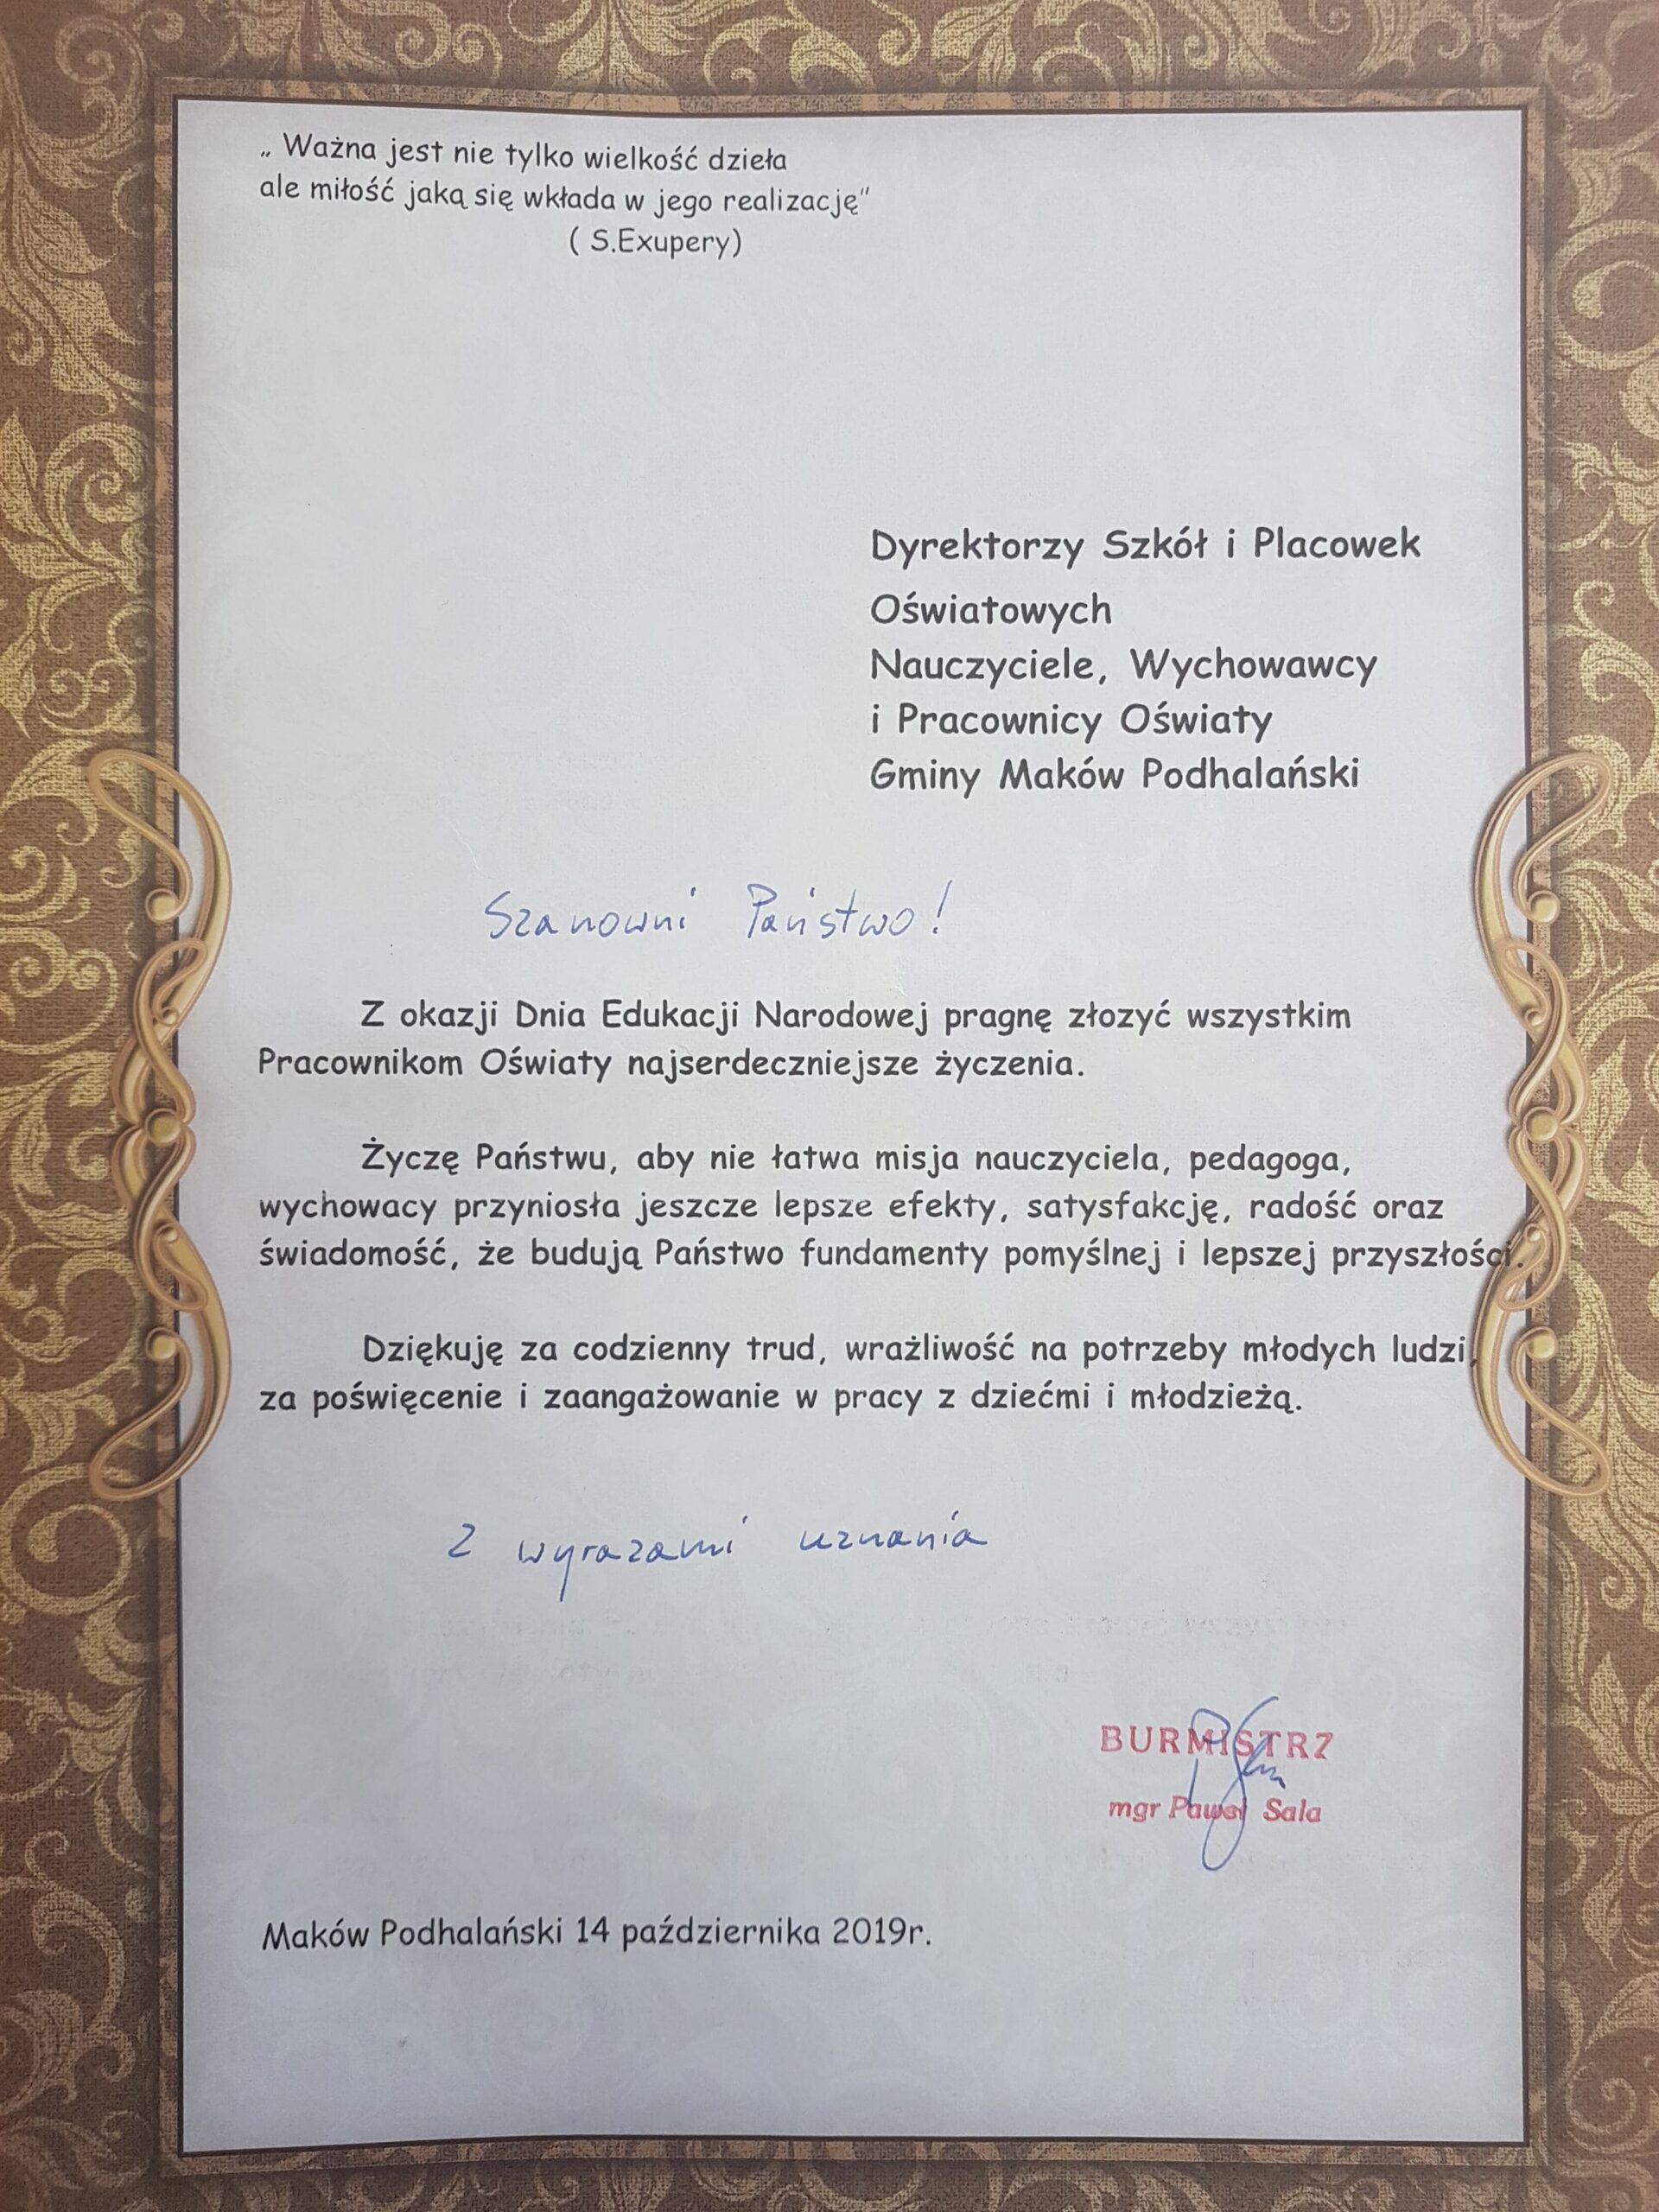 „ Ważna jest nie tylko wielkość dzieła
ale miłość jaką się wkłada w jego realizację"
( S.Exupery)
Dyrektorzy Szkół i Placowek
Oświatowych
Nauczyciele, Wychowawcy
i Pracownicy Oświaty
Gminy Maków Podhalański
Szanowni Państwo!
Z okazji Dnia Edukacji Narodowej pragnę złozyć wszystkim
Pracownikom Oświaty najserdeczniejsze życzenia.
Życzę Państwu, aby nie łatwa misja nauczyciela, pedagoga,
wychowacy przyniosła jeszcze lepsze efekty, satysfakcję, radość oraz
świadomość, że budują Państwo fundamenty pomyślnej i lepszej przyszłości.
Dziękuję za codzienny trud, wrażliwość na potrzeby młodych ludzi,
za poświęcenie i zaangażowanie w pracy z dziećmi i młodzieżą.
Z wyrazami uznania
BURMISTRZ
mgr Paweł Sala
Maków Podhalański 14 października 2019r.